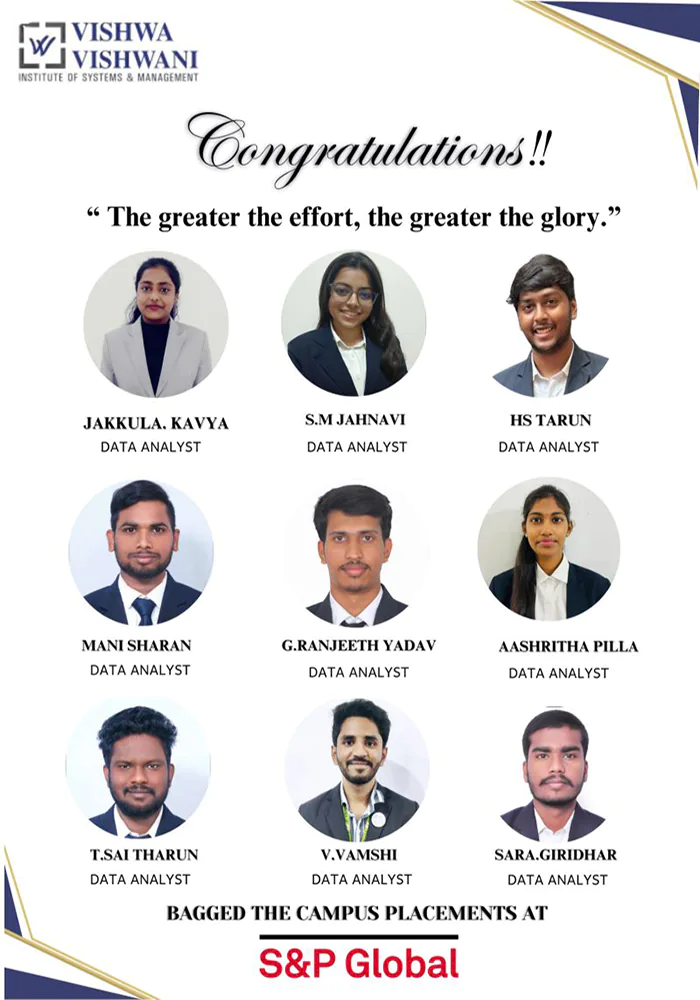 VISHWA
VISHWANI
INSTITUTE OF SYSTEMS & MANAGEMENT
Congratulations!!
“ The greater the effort, the greater the glory.”
JAKKULA. KAVYA
DATA ANALYST
S.M JAHNAVI
DATA ANALYST
HS TARUN
DATA ANALYST
MANI SHARAN
DATA ANALYST
G.RANJEETH YADAV
DATA ANALYST
AASHRITHA PILLA
DATA ANALYST
T.SAI THARUN
DATA ANALYST
V.VAMSHI
DATA ANALYST
SARA.GIRIDHAR
DATA ANALYST
BAGGED THE CAMPUS PLACEMENTS AT
S&P Global